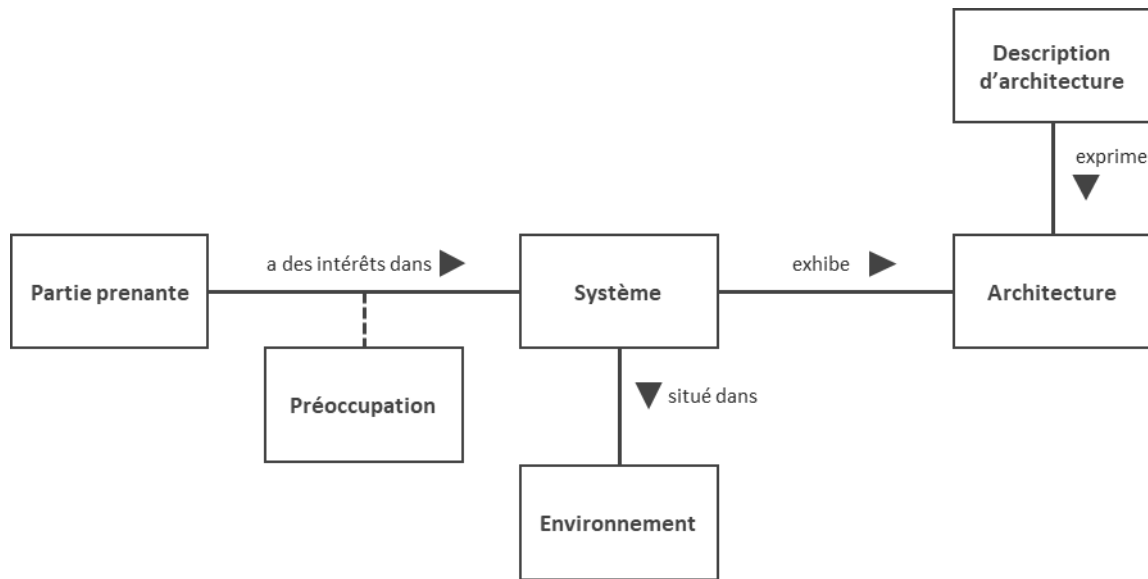 Description
d’architecture
exprime
a des intérêts dans
exhibe
Partie prenante
Système
Architecture
Préoccupation
situé dans
Environnement